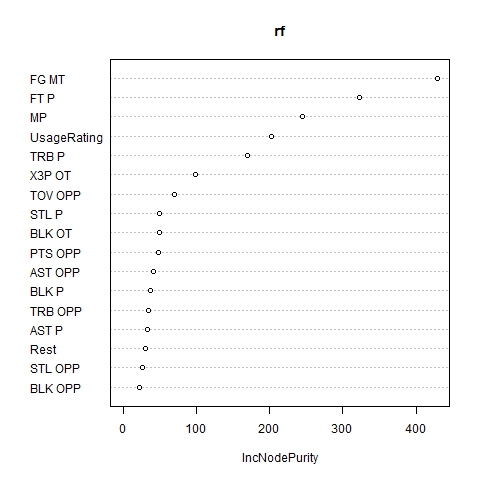 rf
FG MT
FT P
MP
UsageRating
TRB P
X3P OT
TOV OPP
STL P
BLK OT
PTS OPP
AST OPP
BLK P
TRB OPP
AST P
Rest
STL OPP
BLK OPP
0 100 200 300 400
IncNodePurity